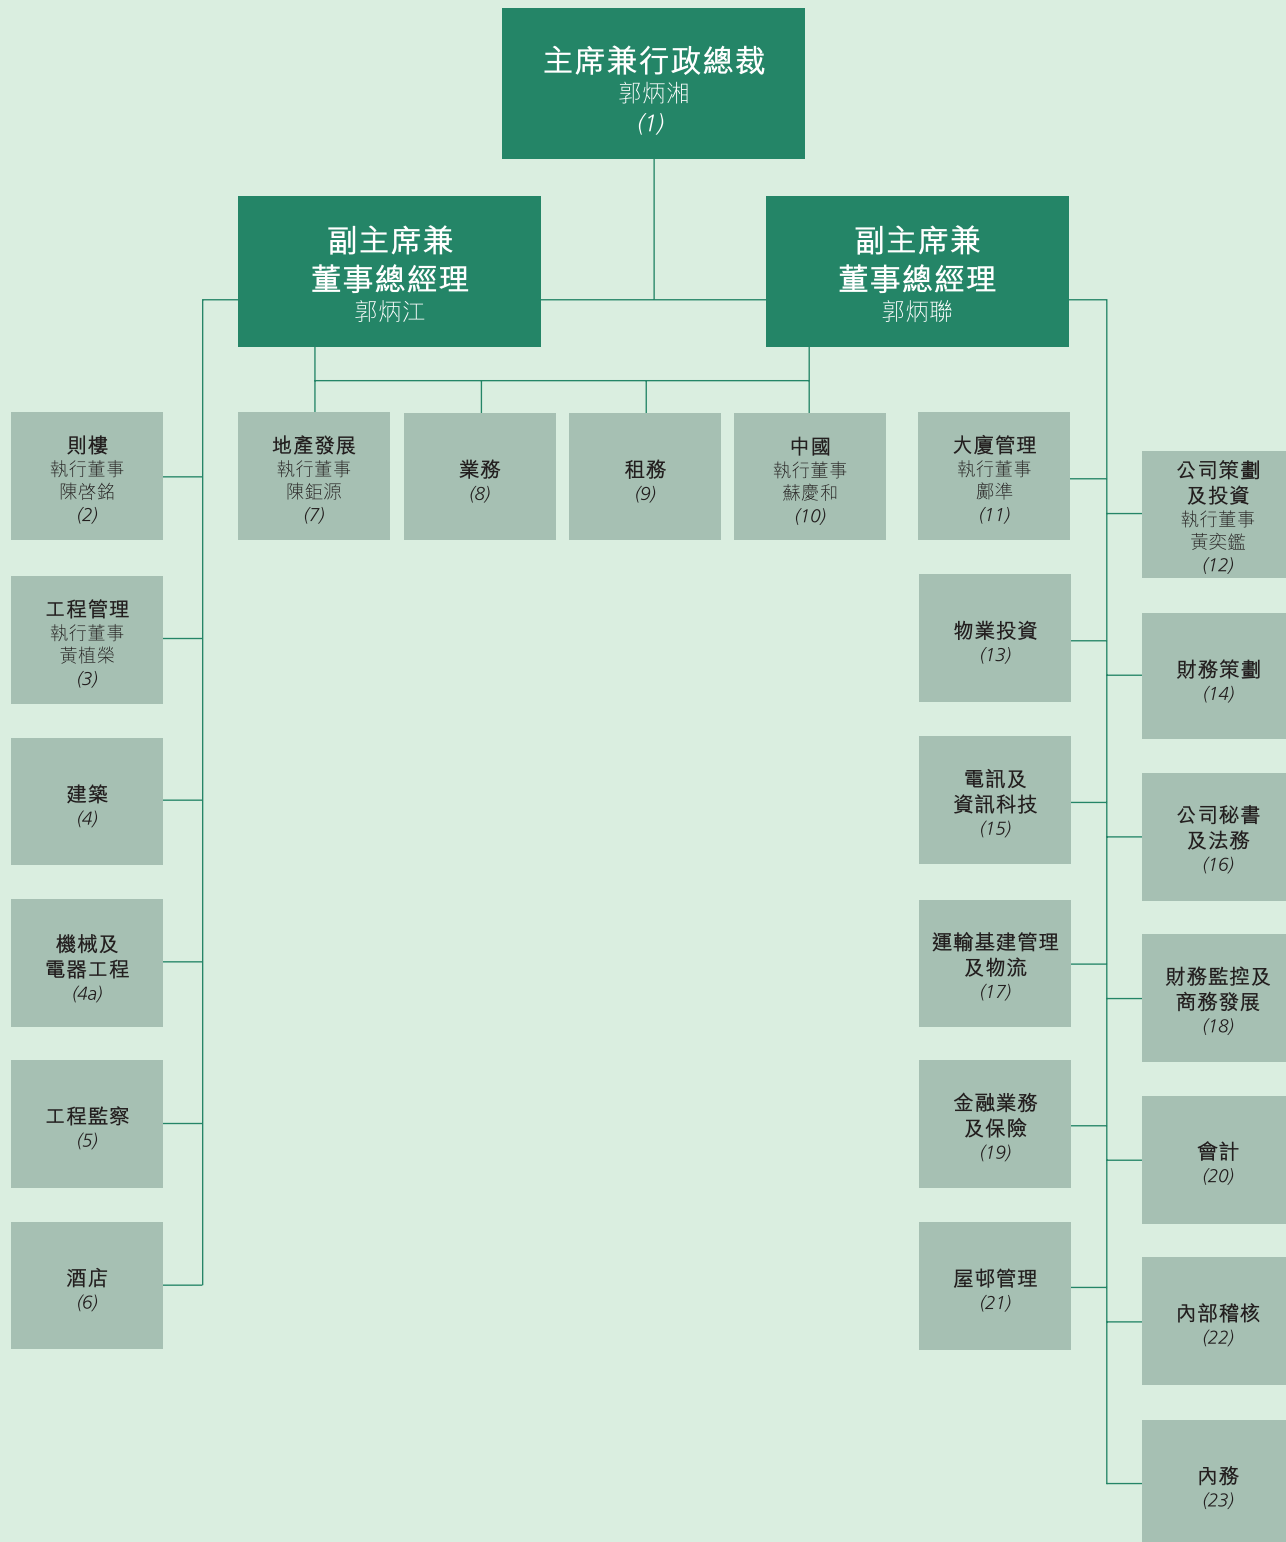 主席兼行政總裁
郭炳湘
(1)
副主席兼
董事總經理
郭炳江
副主席兼
董事總經理
郭炳聯
則樓
執行董事
陳啓銘
(2)
工程管理
執行董事
黃植榮
(3)
建築
(4)
機械及
電器工程
(4a)
工程監察
(5)
酒店
(6)
地產發展
執行董事
陳鉅源
(7)
業務
(8)
租務
(9)
中國
執行董事
蘇慶和
(10)
大廈管理
執行董事
鄺準
(11)
公司策劃
及投資
執行董事
黃奕鑑
(12)
物業投資
(13)
財務策劃
(14)
電訊及
資訊科技
(15)
公司秘書
及法務
(16)
運輸基建管理
及物流
(17)
財務監控及
商務發展
(18)
金融業務
及保險
(19)
會計
(20)
屋邨管理
(21)
內部稽核
(22)
內務
(23)